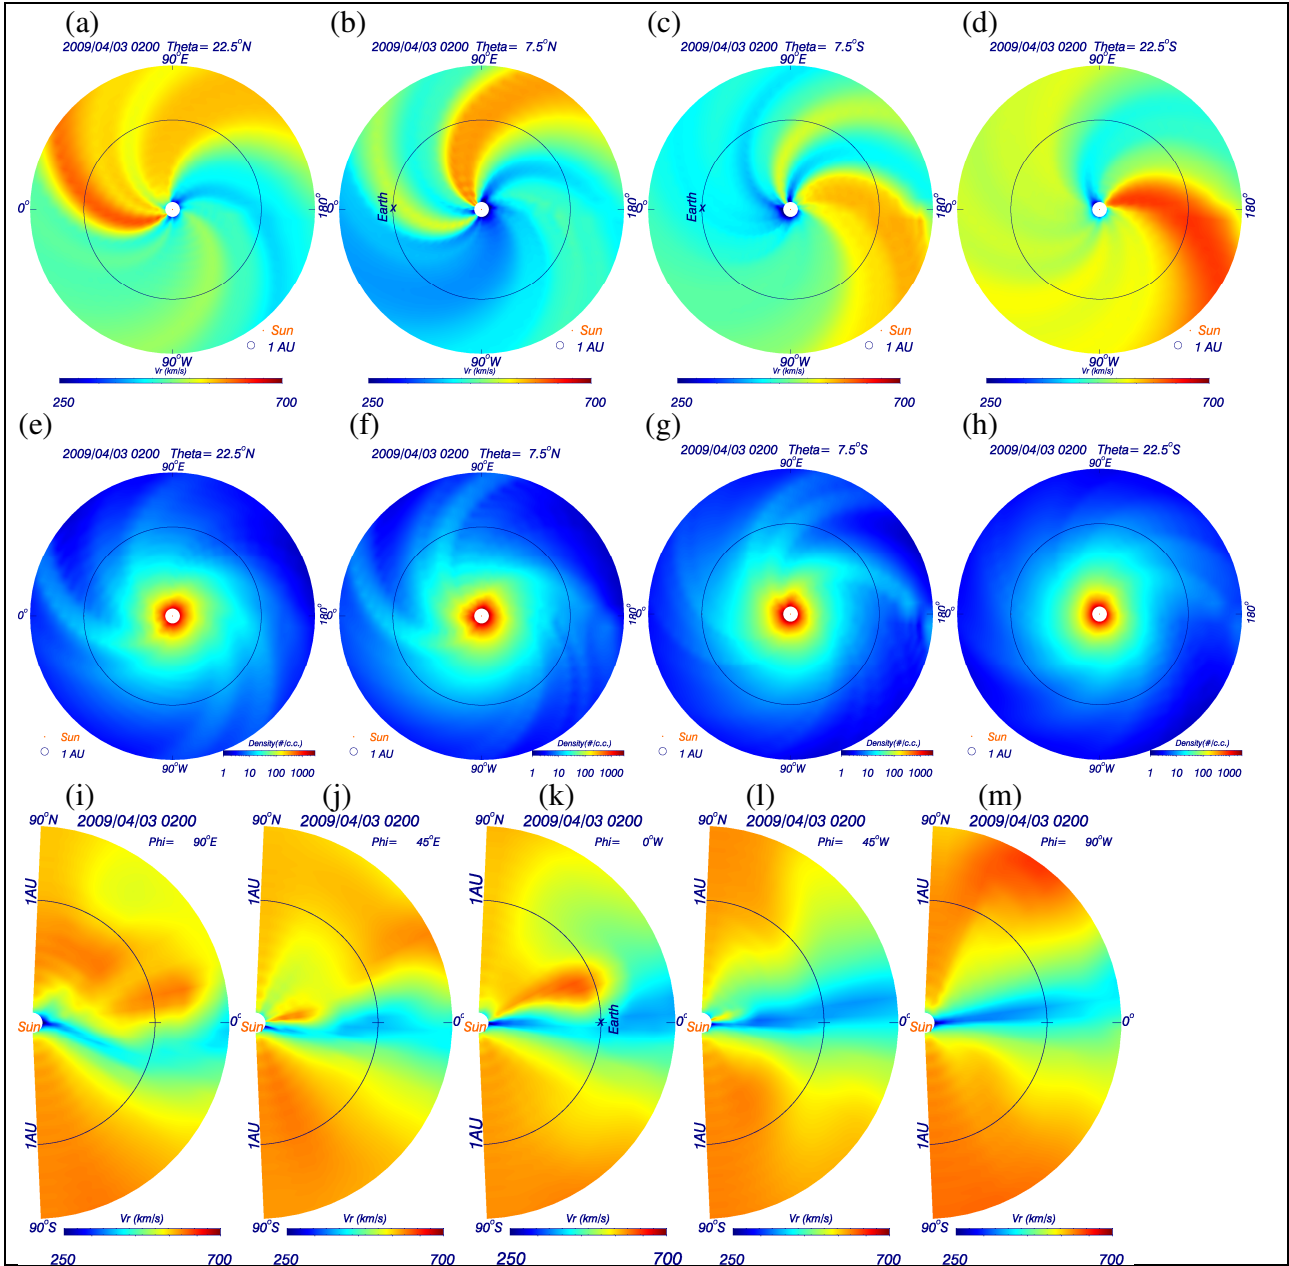 (a) (b) (c) (d)
2009/04/03 0200 Theta= 22.5°N
90°E
0°
180°
Sun
1 AU
90°W
Vr (km/s)
250 700
2009/04/03 0200 Theta= 7.5°N
90°E
0°
Earth
180°
Sun
1 AU
90°W
Vr (km/s)
250 700
2009/04/03 0200 Theta= 7.5°S
90°E
0°
Earth
180°
Sun
1 AU
90°W
Vr (km/s)
250 700
2009/04/03 0200 Theta= 22.5°S
90°E
180°
Sun
1 AU
90°W
Vr (km/s)
250 700
(e) (f) (g) (h)
2009/04/03 0200 Theta= 22.5°N
90°E
0°
180°
Sun
1 AU
Density(#/c.c.)
1 10 100 1000
90°W
2009/04/03 0200 Theta= 7.5°N
90°E
0°
180°
Sun
1 AU
Density(#/c.c.)
1 10 100 1000
90°W
2009/04/03 0200 Theta= 7.5°S
90°E
0°
180°
Sun
1 AU
Density(#/c.c.)
1 10 100 1000
90°W
2009/04/03 0200 Theta= 22.5°S
90°E
180°
Sun
1 AU
Density(#/c.c.)
1 10 100 1000
90°W
(i) (j) (k) (l) (m)
90°N 2009/04/03 0200
Phi= 90°E
1AU
Sun
0°
1AU
90°S
Vr (km/s)
250 700
90°N 2009/04/03 0200
Phi= 45°E
1AU
Sun
0°
1AU
90°S
Vr (km/s)
250 700
90°N 2009/04/03 0200
Phi= 0°W
1AU
Sun
Earth
0°
1AU
90°S
Vr (km/s)
250 700
90°N 2009/04/03 0200
Phi= 45°W
1AU
Sun
0°
1AU
90°S
Vr (km/s)
250 700
90°N 2009/04/03 0200
Phi= 90°W
1AU
Sun
0°
1AU
90°S
Vr (km/s)
250 700